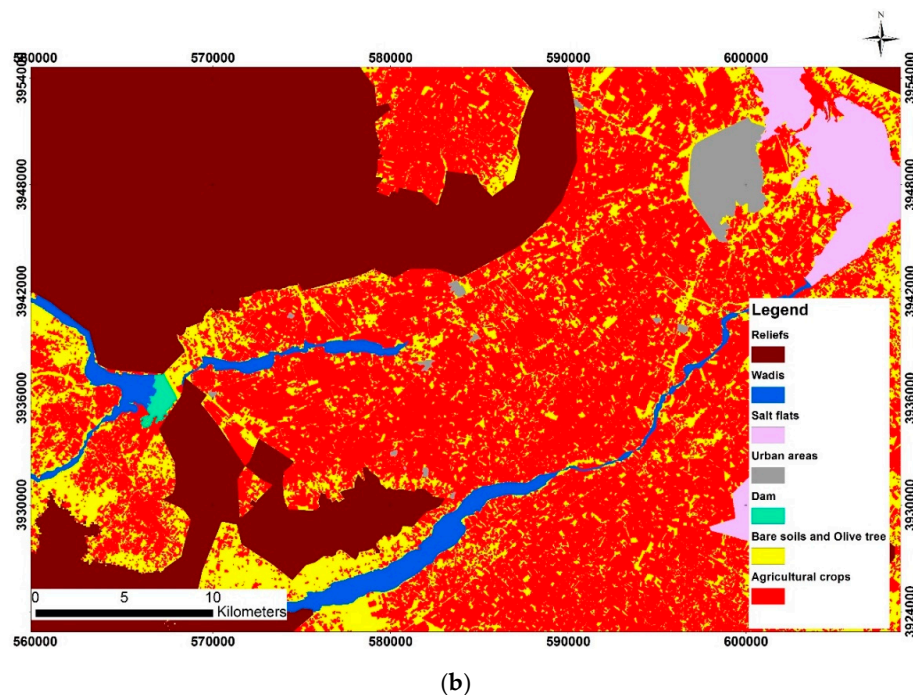 N
560000 570000 580000 590000 600000
3954000 3954000
3948000 3948000
3942000 3942000
3936000 3936000
3930000 3930000
3924000
Legend
Reliefs
Wadis
Salt flats
Urban areas
Dam
Bare soils and Olive tree
Agricultural crops
0 5 10
Kilometers
560000 570000 580000 590000 600000
(b)